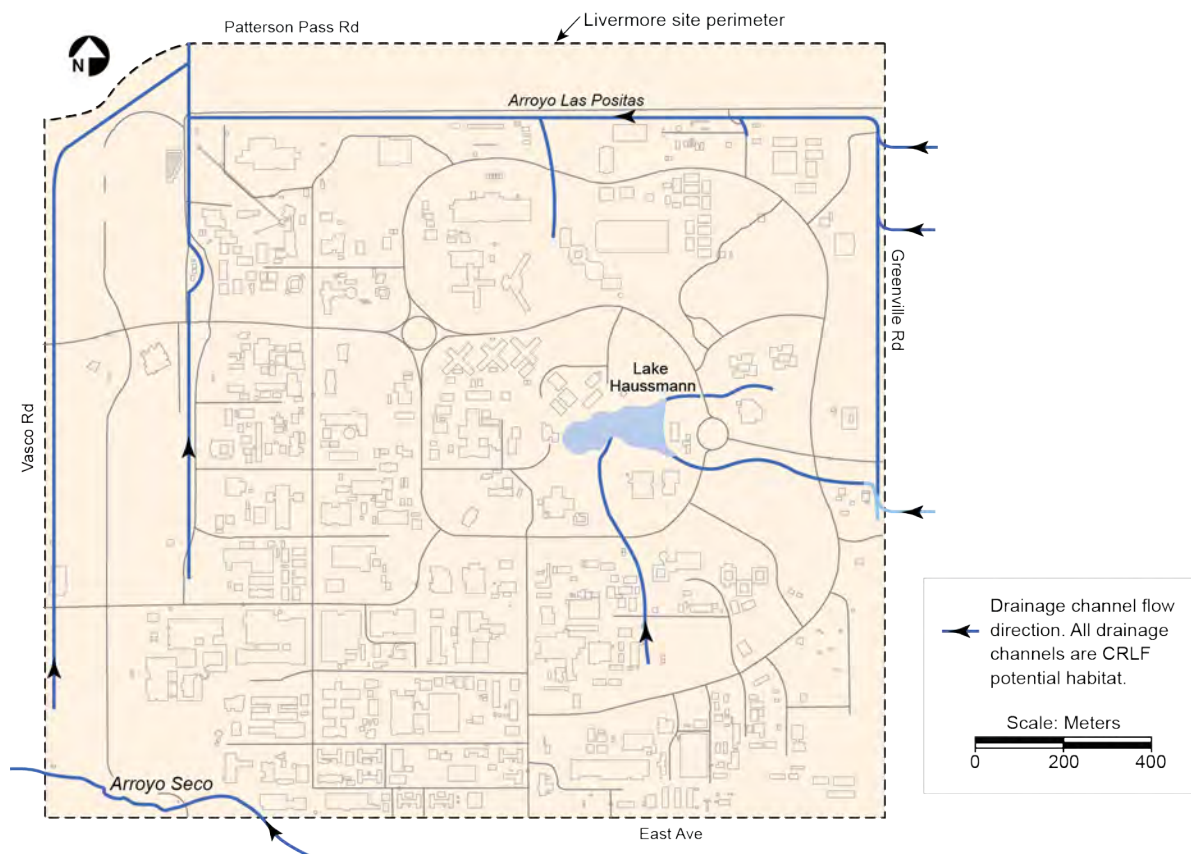 Livermore site perimeter
Patterson Pass Rd
N
Arroyo Las Positas
Greenville Rd
Lake
Haussmann
Vasco Rd
Drainage channel flow
direction. All drainage
channels are CRLF
potential habitat.
Scale: Meters
0 200 400
Arroyo Seco
East Ave